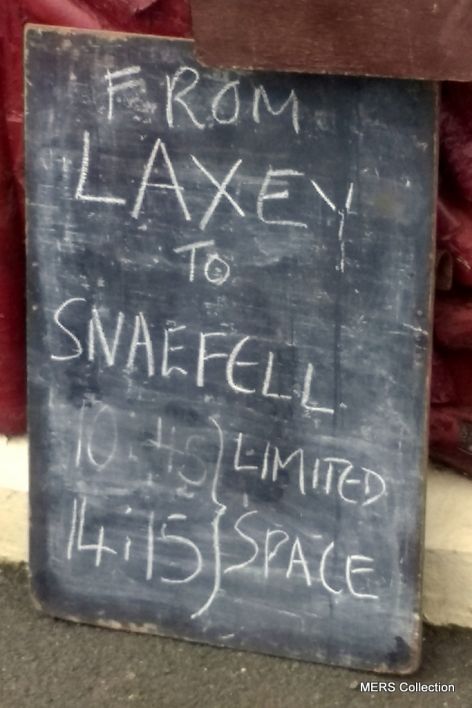 FROM
LAXEY
TO
SNAEFELL
10.45 } LIMITED
14:15 } SPACE
MERS Collection